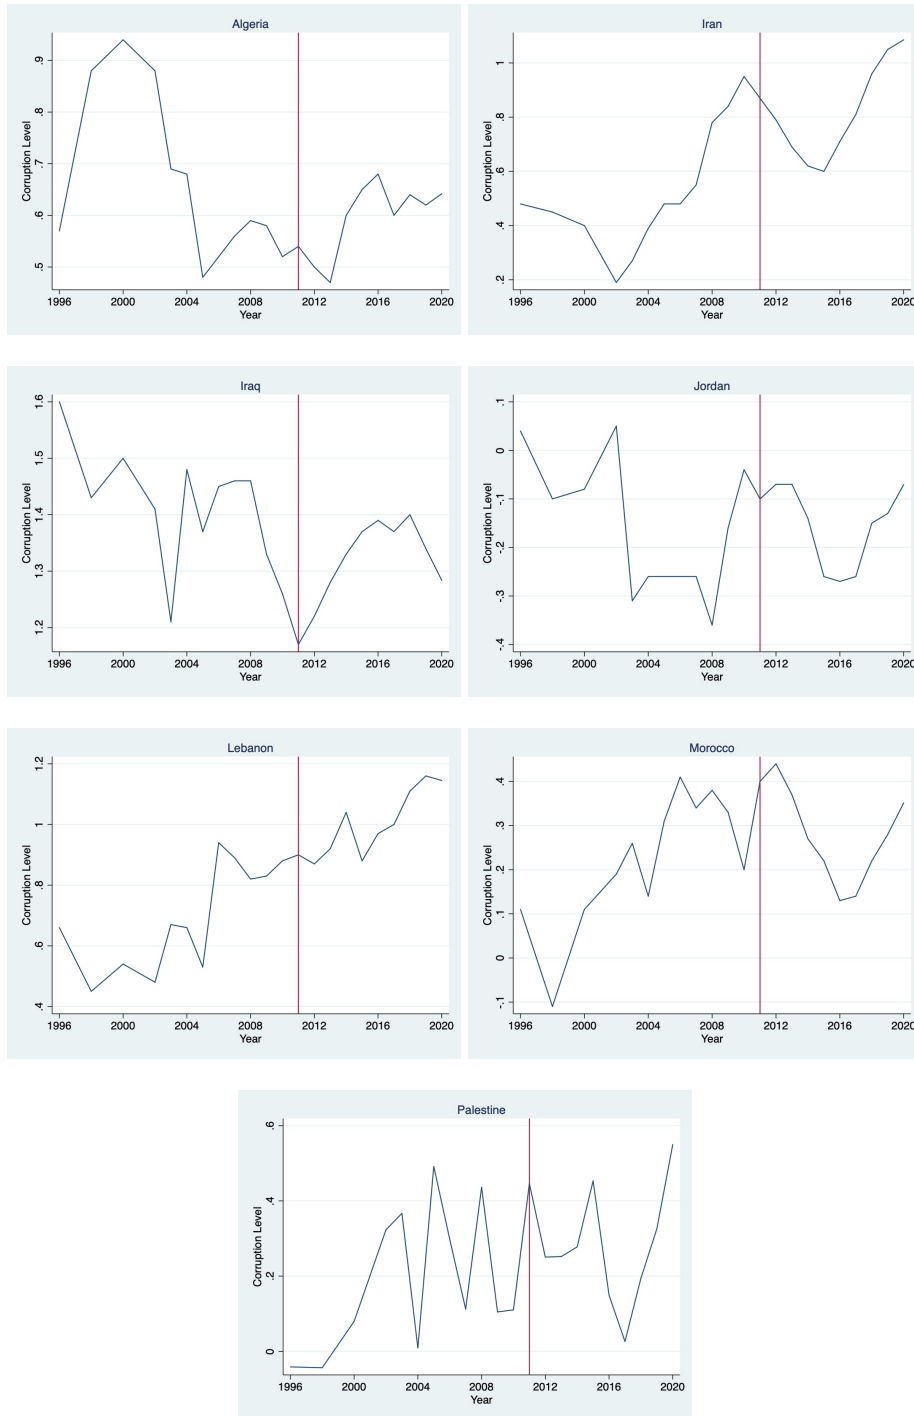 Algeria
Corruption Level
.9
.8
.7
.6
.5
1996 2000 2004 2008 2012 2016 2020
Year
Iran
Corruption Level
1
.8
.6
.4
.2
1996 2000 2004 2008 2012 2016 2020
Year
Iraq
Corruption Level
1.6
1.5
1.4
1.3
1.2
1996 2000 2004 2008 2012 2016 2020
Year
Jordan
Corruption Level
.1
0
-.1
-.2
-.3
-.4
1996 2000 2004 2008 2012 2016 2020
Year
Lebanon
Corruption Level
1.2
1
.8
.6
.4
1996 2000 2004 2008 2012 2016 2020
Year
Morocco
Corruption Level
.4
.3
.2
.1
0
-.1
1996 2000 2004 2008 2012 2016 2020
Year
Palestine
Corruption Level
.6
.4
.2
0
1996 2000 2004 2008 2012 2016 2020
Year